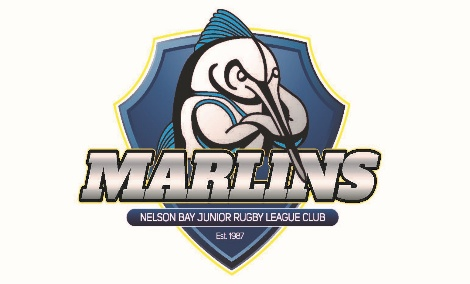 MARLINS
NELSON BAY JUNIOR RUGBY LEAGUE CLUB
Est. 1987